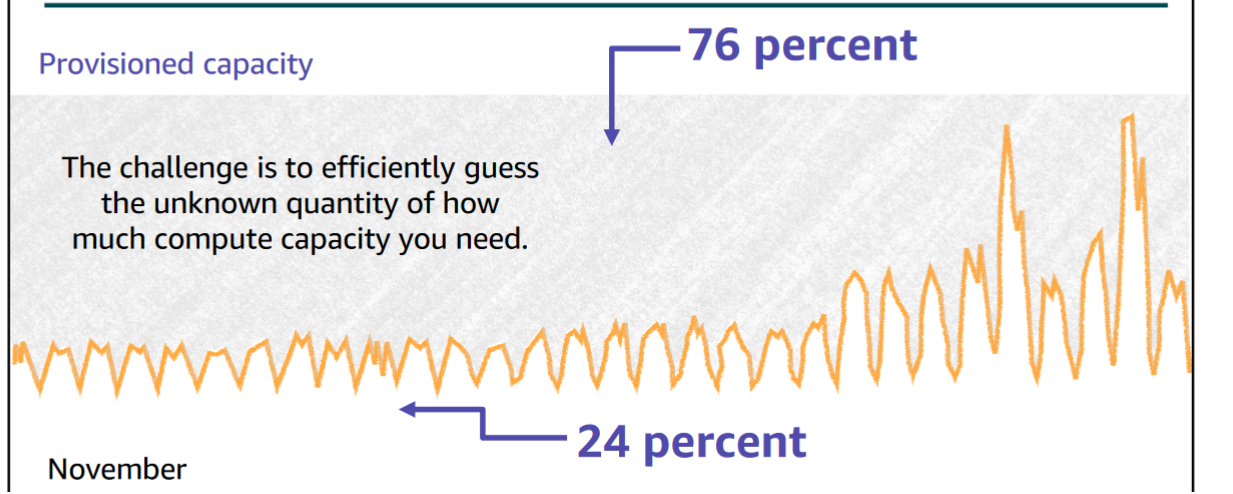 76 percent
Provisioned capacity
The challenge is to efficiently guess
the unknown quantity of how
much compute capacity you need.
24 percent
November